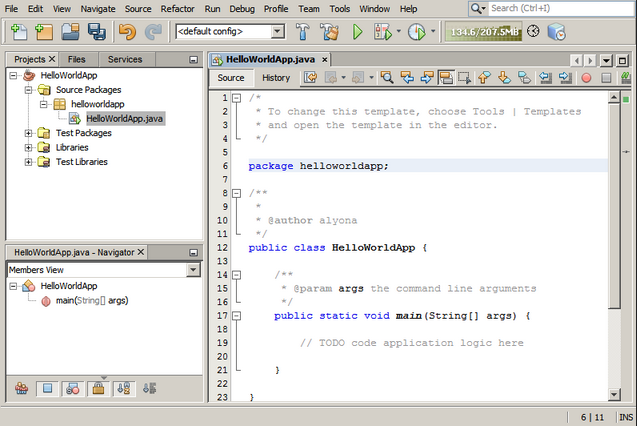 File Edit View Navigate Source Refactor Run Debug Profile Team Tools Window Help Search (Ctrl+I)
<default config> 134.6/207.5MB
Projects Files Services
HelloWorldApp
Source Packages
helloworldapp
HelloWorldApp.java
Test Packages
Libraries
Test Libraries
HelloWorldApp.java - Navigator
Members View
HelloWorldApp
main(String[] args)
HelloWorldApp.java
Source History
1 /*
2 * To change this template, choose Tools | Templates
3 * and open the template in the editor.
4 */
5
6 package helloworldapp;
7
8 /**
9 *
10 * @author alyona
11 */
12 public class HelloWorldApp {
13
14 /**
15 * @param args the command line arguments
16 */
17 public static void main(String[] args) {
18
19 // TODO code application logic here
20
21 }
22
23 }
6 | 11 INS